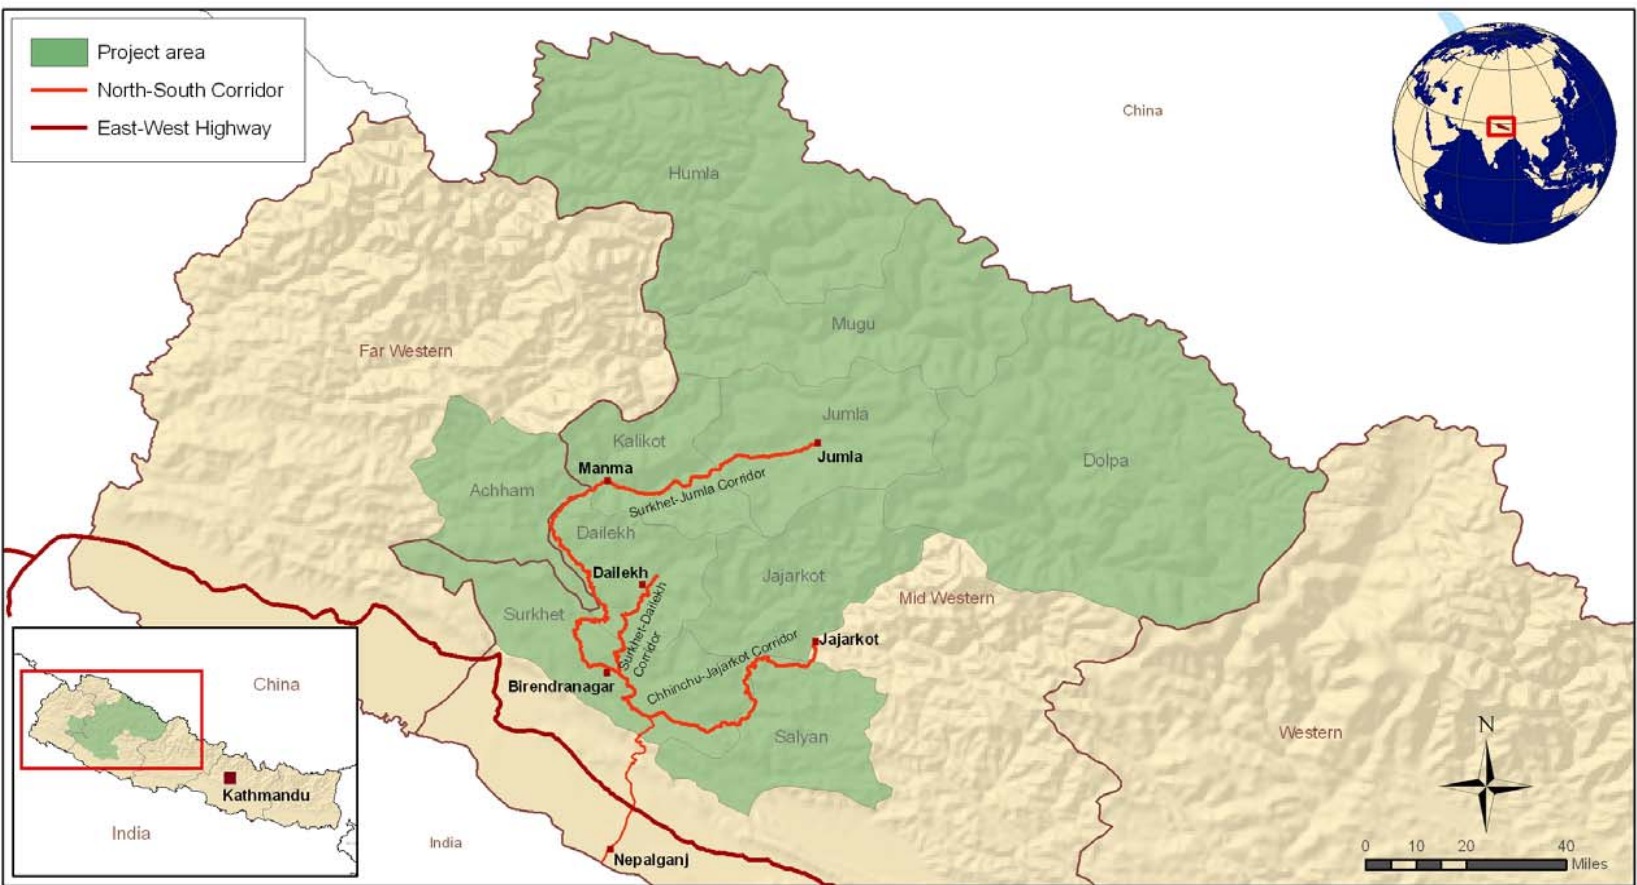 Project area
North-South Corridor
East-West Highway
China
Humla
Mugu
Far Western
Jumla
Kalikot
Jumla
Dolpa
Manma
Surkhet-Jumla Corridor
Achham
Dailekh
Dailekh
Jajarkot
Mid Western
Surkhet
Surkhet-Dailekh
Corridor
Jajarkot
Chhinchu-Jajarkot Corridor
Birendranagar
Salyan
Western
N
China
Kathmandu
India
India
Nepalganj
0 10 20 40
Miles